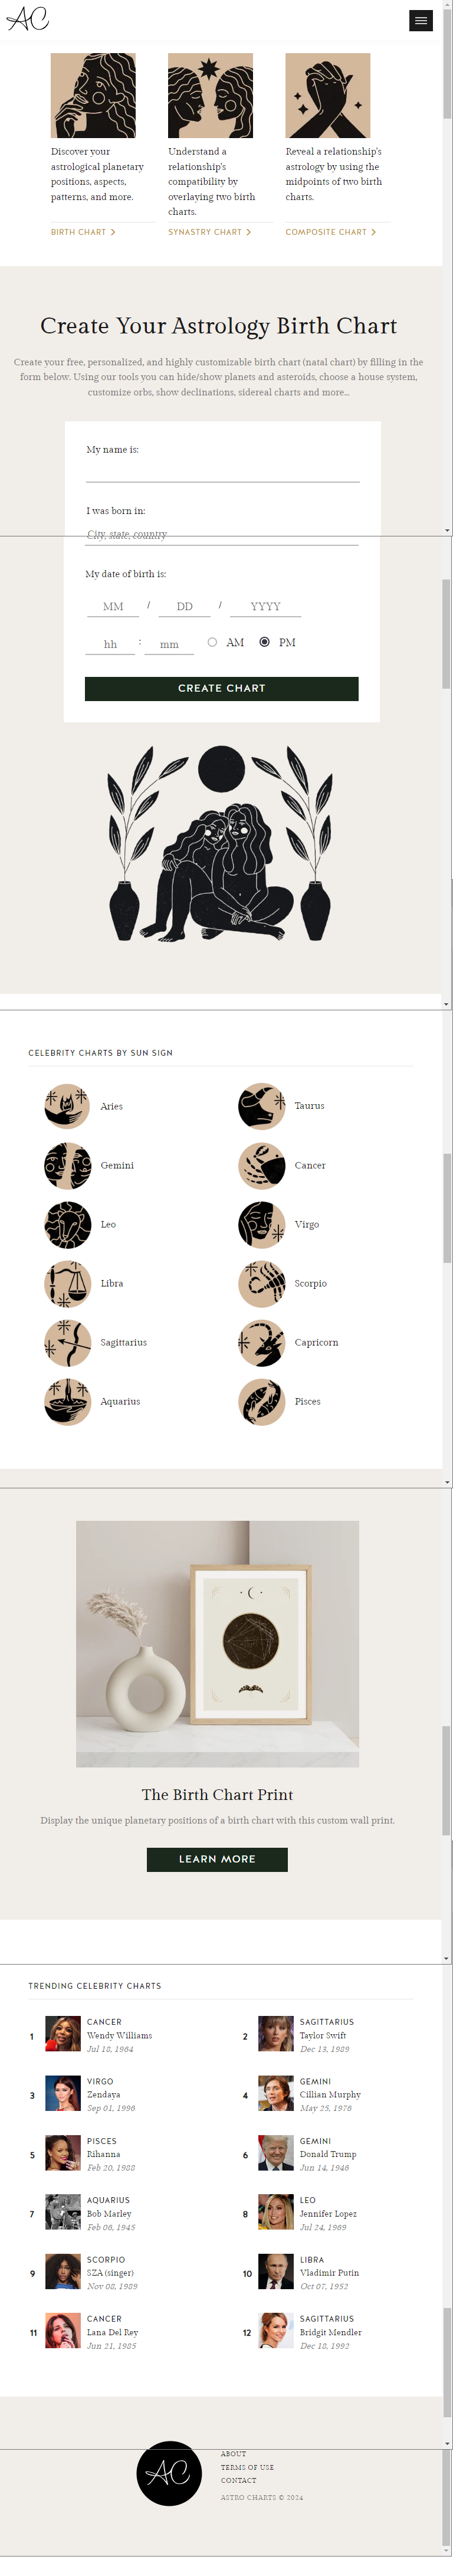 AC
Discover your
astrological planetary
positions, aspects,
patterns, and more.
BIRTH CHART
Understand a
relationship's
compatibility by
overlaying two birth
charts.
SYNASTRY CHART
Reveal a relationship's
astrology by using the
midpoints of two birth
charts.
COMPOSITE CHART
Create Your Astrology Birth Chart
Create your free, personalized, and highly customizable birth chart (natal chart) by filling in the
form below. Using our tools you can hide/show planets and asteroids, choose a house system,
customize orbs, show declinations, sidereal charts and more...
My name is:
I was born in:
City, state, country
My date of birth is:
MM / DD / YYYY
hh : mm AM PM
CREATE CHART
CELEBRITY CHARTS BY SUN SIGN
Aries Taurus
Gemini Cancer
Leo Virgo
Libra Scorpio
Sagittarius Capricorn
Aquarius Pisces
The Birth Chart Print
Display the unique planetary positions of a birth chart with this custom wall print.
LEARN MORE
TRENDING CELEBRITY CHARTS
1
CANCER
Wendy Williams
Jul 18, 1964
2
SAGITTARIUS
Taylor Swift
Dec 13, 1989
3
VIRGO
Zendaya
Sep 01, 1996
4
GEMINI
Cillian Murphy
May 25, 1976
5
PISCES
Rihanna
Feb 20, 1988
6
GEMINI
Donald Trump
Jun 14, 1946
7
AQUARIUS
Bob Marley
Feb 06, 1945
8
LEO
Jennifer Lopez
Jul 24, 1969
9
SCORPIO
SZA (singer)
Nov 08, 1989
10
LIBRA
Vladimir Putin
Oct 07, 1952
11
CANCER
Lana Del Rey
Jun 21, 1985
12
SAGITTARIUS
Bridgit Mendler
Dec 18, 1992
AC
ABOUT
TERMS OF USE
CONTACT
ASTRO CHARTS © 2024